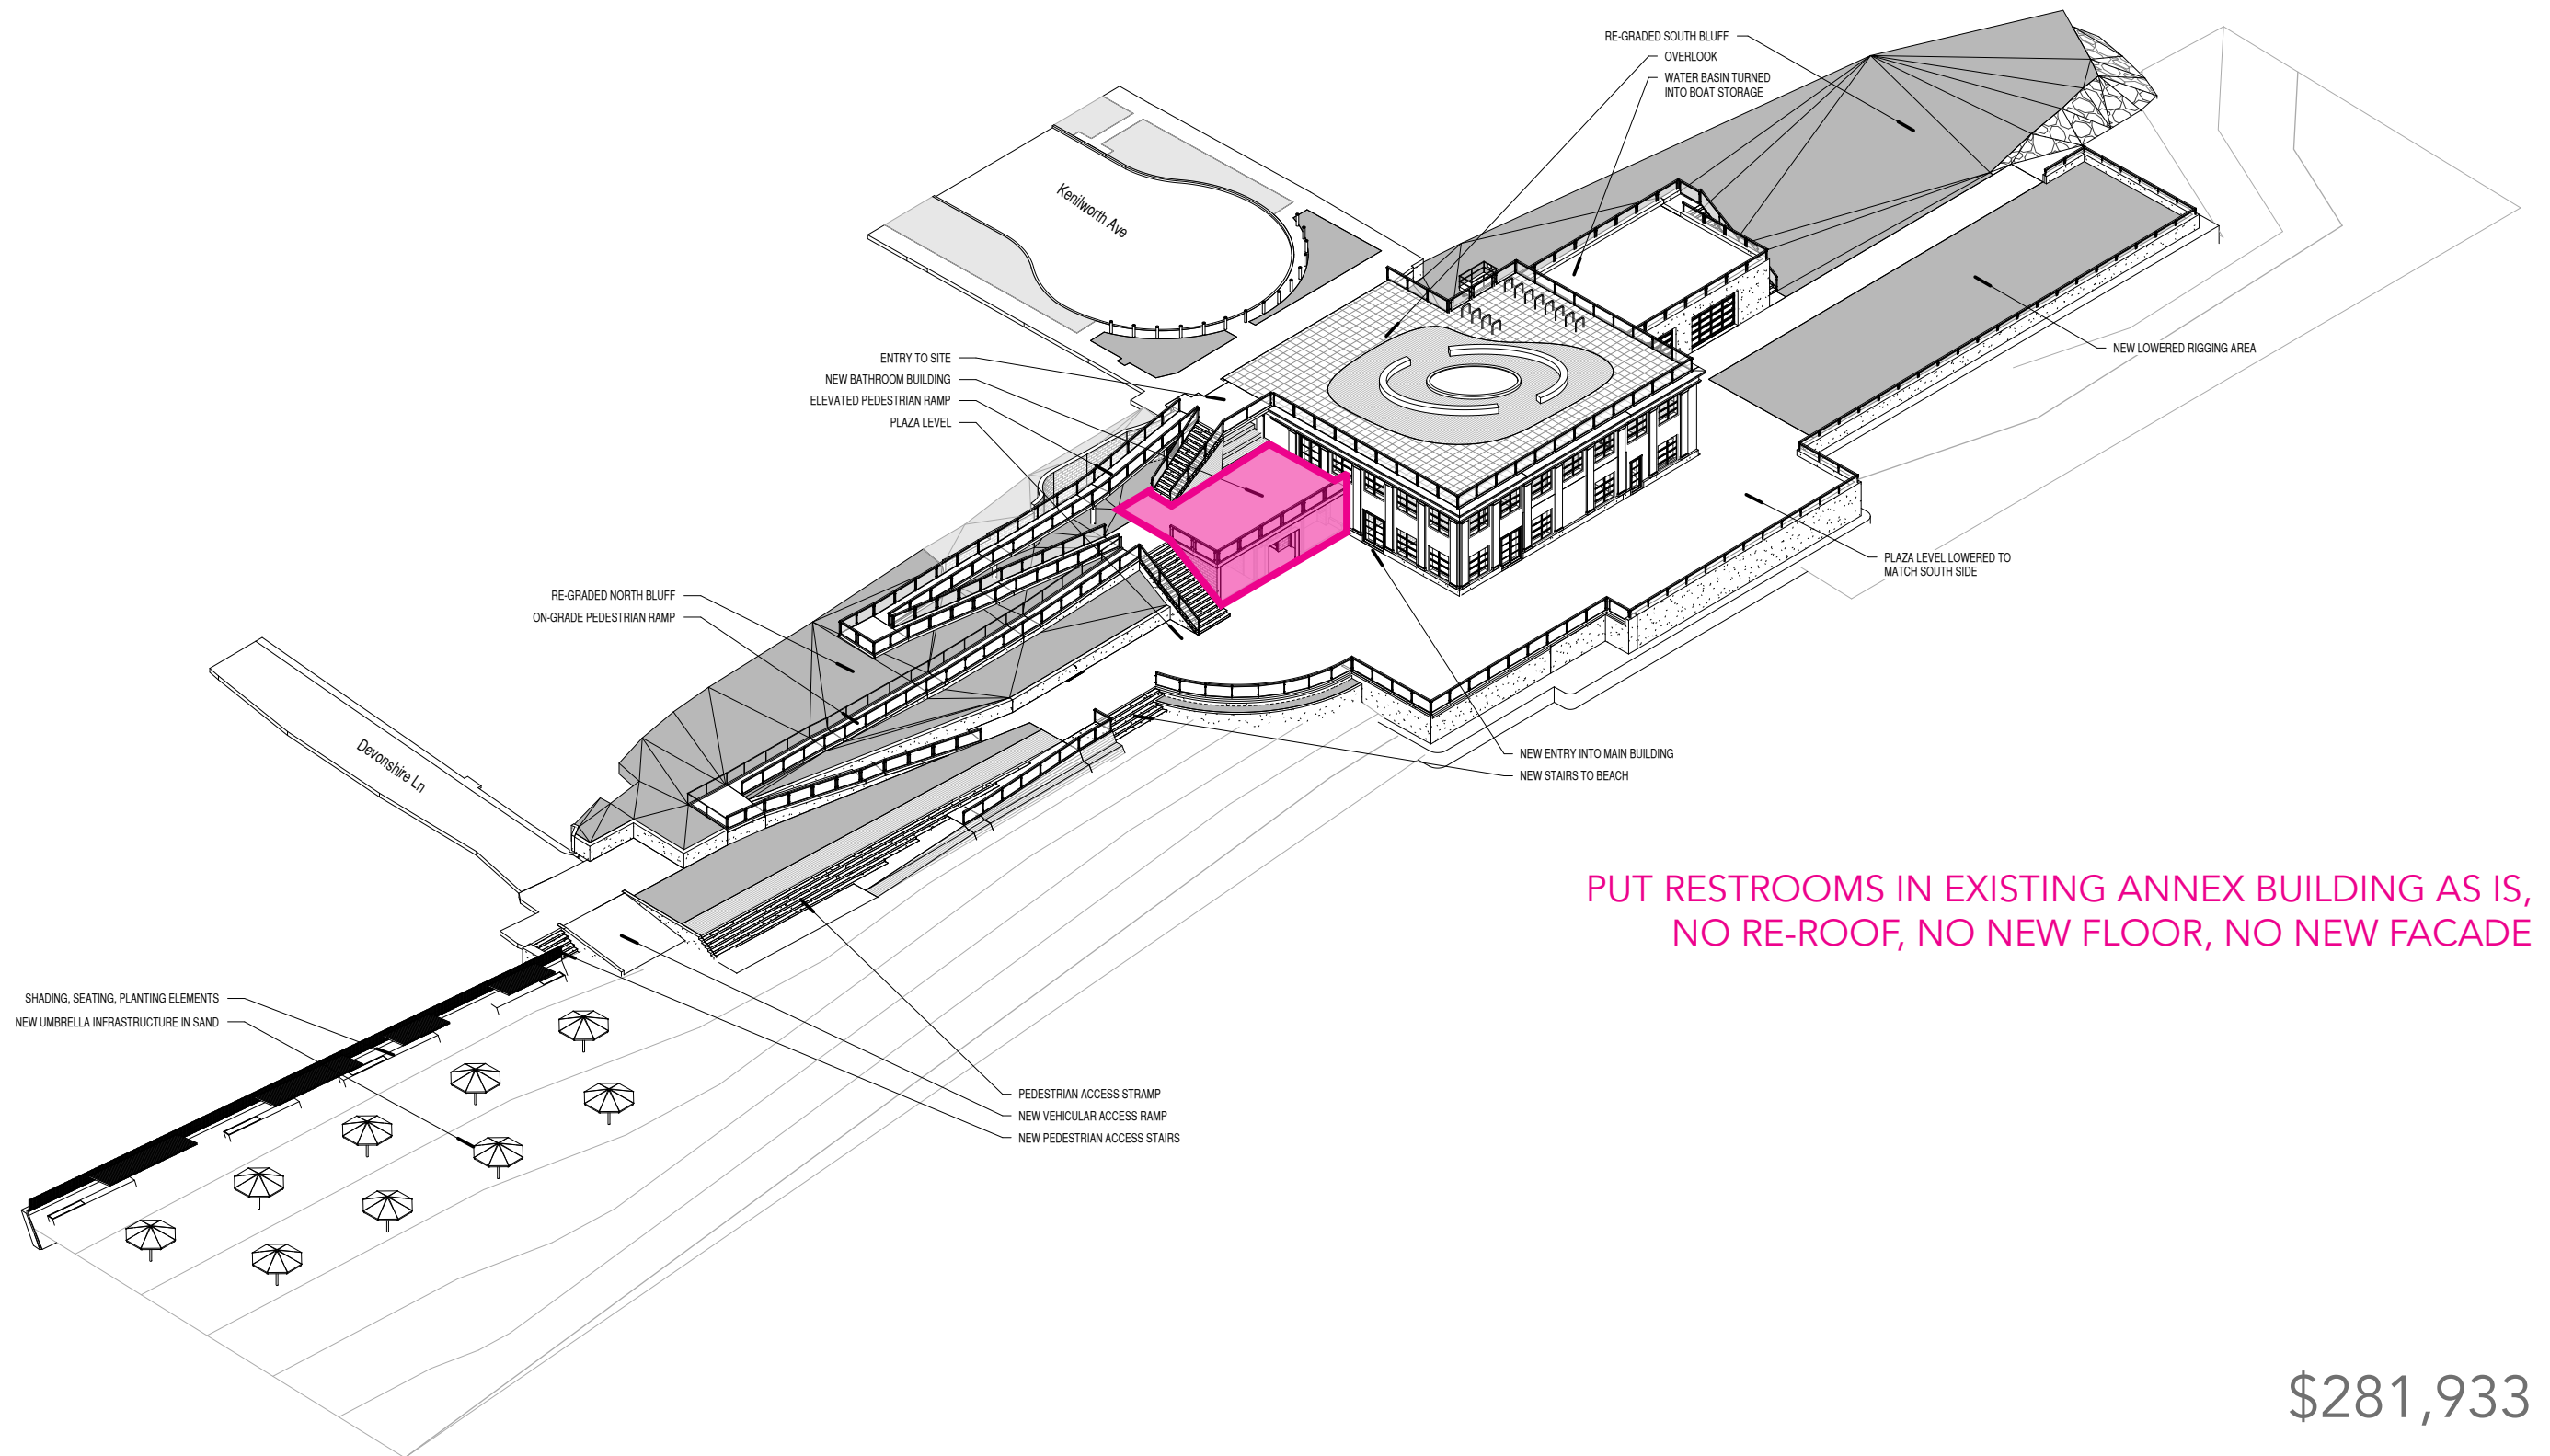 RE-GRADED SOUTH BLUFF
OVERLOOK
WATER BASIN TURNED
INTO BOAT STORAGE
Kenilworth Ave
ENTRY TO SITE
NEW BATHROOM BUILDING
ELEVATED PEDESTRIAN RAMP
PLAZA LEVEL
NEW LOWERED RIGGING AREA
PLAZA LEVEL LOWERED TO
MATCH SOUTH SIDE
RE-GRADED NORTH BLUFF
ON-GRADE PEDESTRIAN RAMP
Devonshire Ln
NEW ENTRY INTO MAIN BUILDING
NEW STAIRS TO BEACH
PUT RESTROOMS IN EXISTING ANNEX BUILDING AS IS,
NO RE-ROOF, NO NEW FLOOR, NO NEW FACADE
SHADING, SEATING, PLANTING ELEMENTS
NEW UMBRELLA INFRASTRUCTURE IN SAND
PEDESTRIAN ACCESS STRAMP
NEW VEHICULAR ACCESS RAMP
NEW PEDESTRIAN ACCESS STAIRS
$281,933